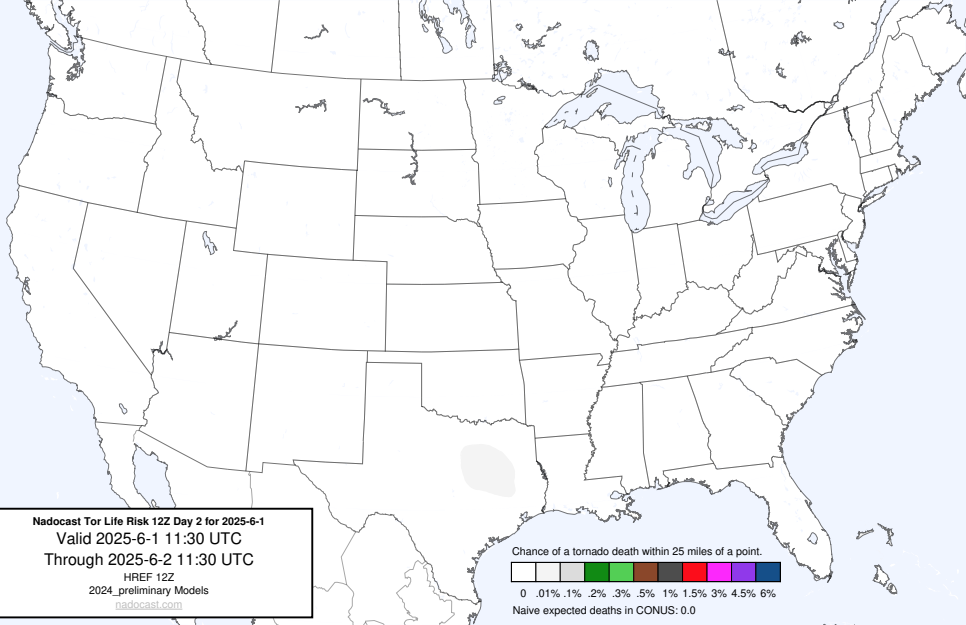 Nadocast Tor Life Risk 12Z Day 2 for 2025-6-1
Valid 2025-6-1 11:30 UTC
Through 2025-6-2 11:30 UTC
HREF 12Z
2024_preliminary Models
nadocast.com
Chance of a tornado death within 25 miles of a point.
0 .01% .1% .2% .3% .5% 1% 1.5% 3% 4.5% 6%
Naive expected deaths in CONUS: 0.0